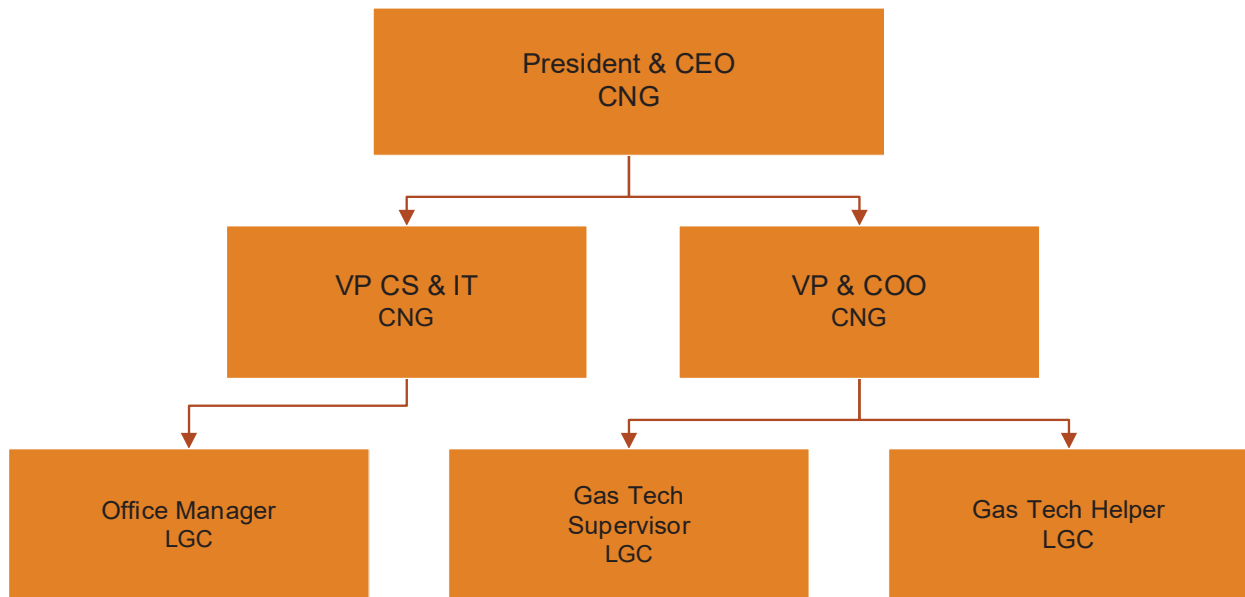 President & CEO
CNG
VP CS & IT
CNG
VP & COO
CNG
Office Manager
LGC
Gas Tech
Supervisor
LGC
Gas Tech Helper
LGC